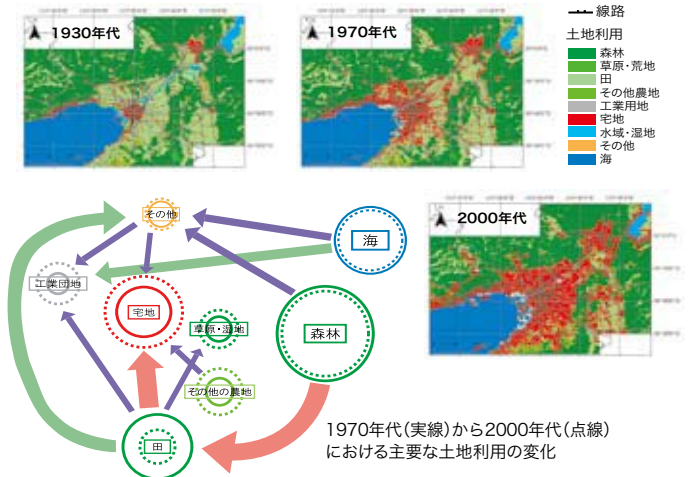 1930年代
1970年代
線路
土地利用
森林
草原・荒地
田
その他農地
工業用地
宅地
水域・湿地
その他
海
2000年代
その他
海
工業団地
宅地
草原・湿地
森林
その他の農地
田
1970年代(実線)から2000年代(点線)
における主要な土地利用の変化